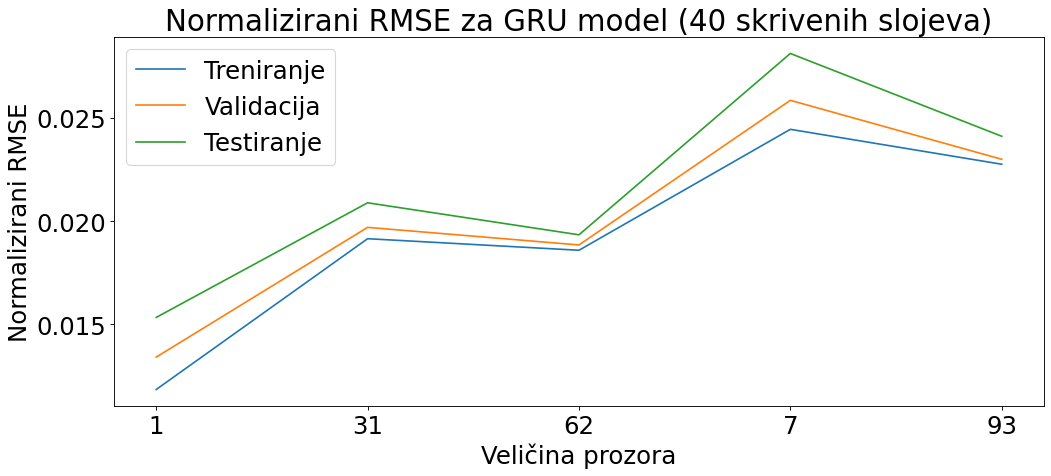 Normalizirani RMSE za GRU model (40 skrivenih slojeva)
Treniranje
Validacija
Testiranje
Normalizirani RMSE
0.025
0.020
0.015
1 31 62 7 93
Veličina prozora